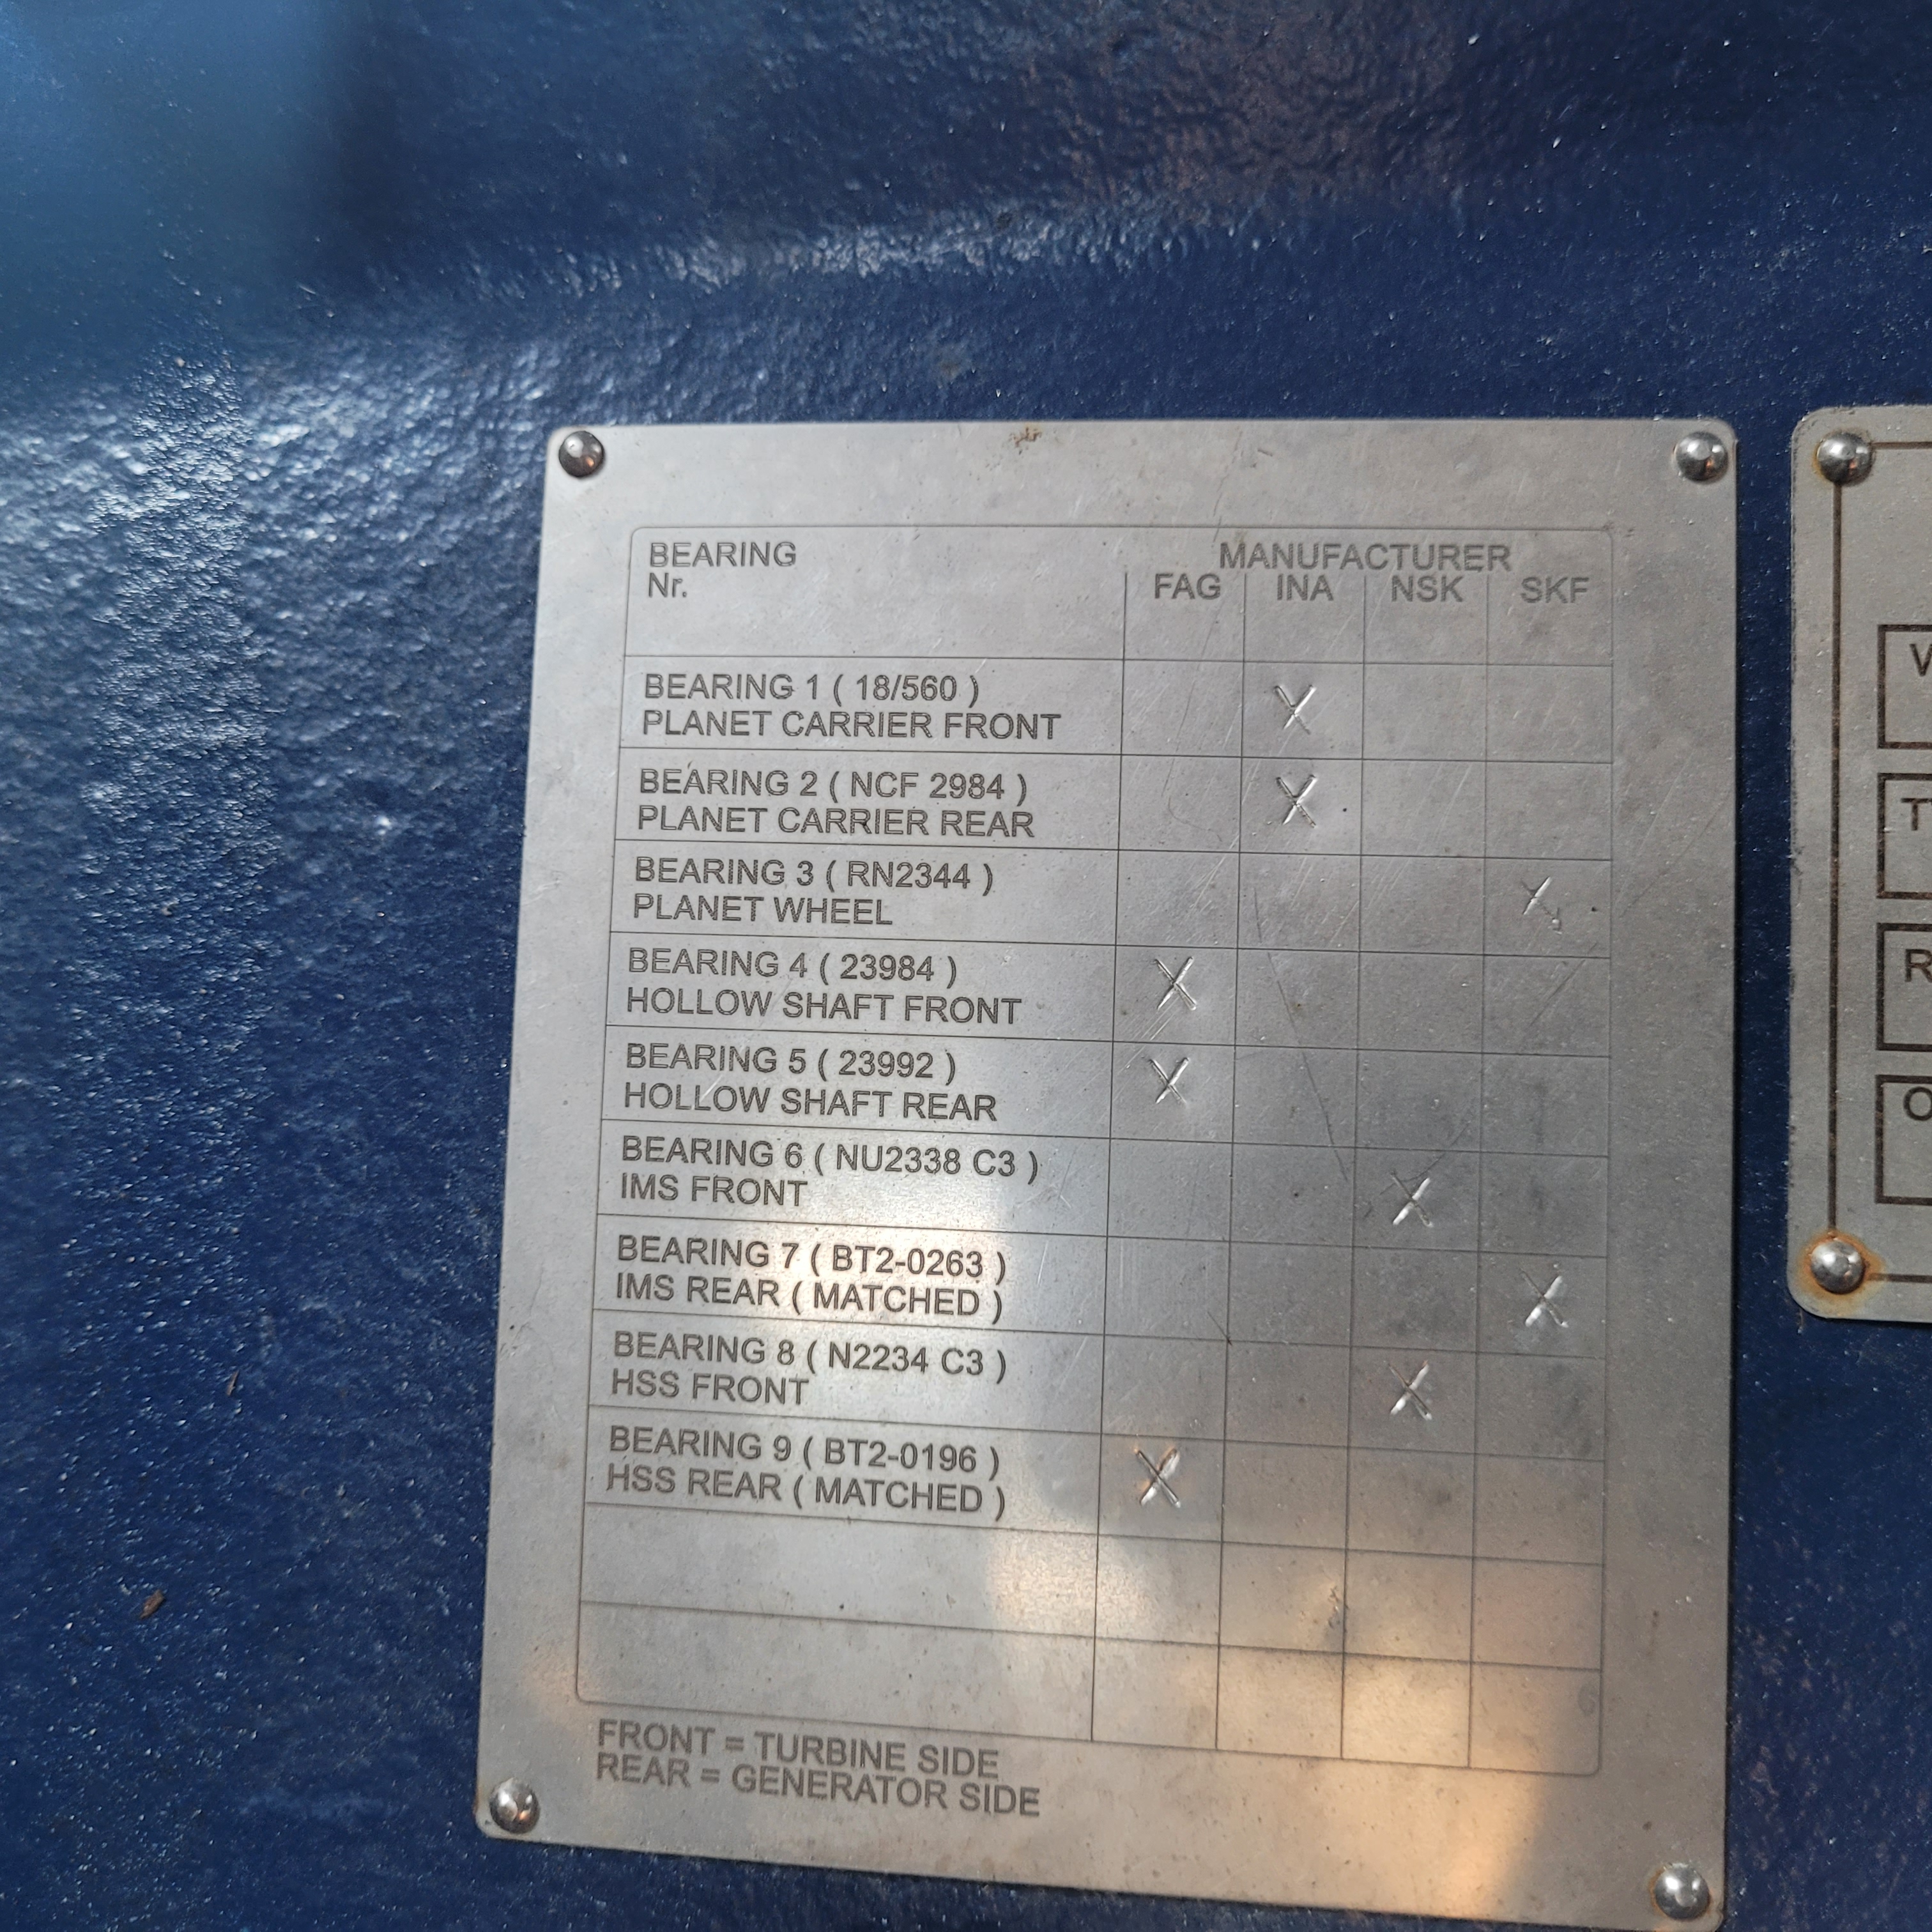 BEARING MANUFACTURER
Nr. FAG INA NSK SKF
BEARING 1 ( 18/560 )
PLANET CARRIER FRONT X
BEARING 2 ( NCF 2984 )
PLANET CARRIER REAR X
BEARING 3 ( RN2344 )
PLANET WHEEL X
BEARING 4 ( 23984 )
HOLLOW SHAFT FRONT X
BEARING 5 ( 23992 )
HOLLOW SHAFT REAR X
BEARING 6 ( NU2338 C3 )
IMS FRONT X
BEARING 7 ( BT2-0263 )
IMS REAR ( MATCHED ) X
BEARING 8 ( N2234 C3 )
HSS FRONT X
BEARING 9 ( BT2-0196 )
HSS REAR ( MATCHED ) X
FRONT = TURBINE SIDE
REAR = GENERATOR SIDE
T
R